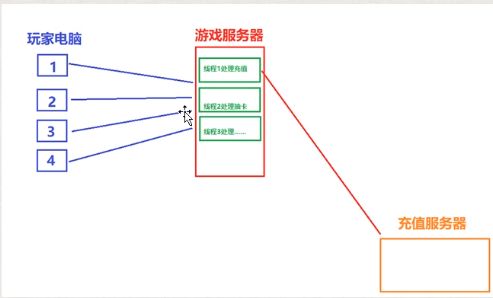 玩家电脑
游戏服务器
1
线程1处理充值
2
线程2处理抽卡
3
线程3处理......
4
充值服务器